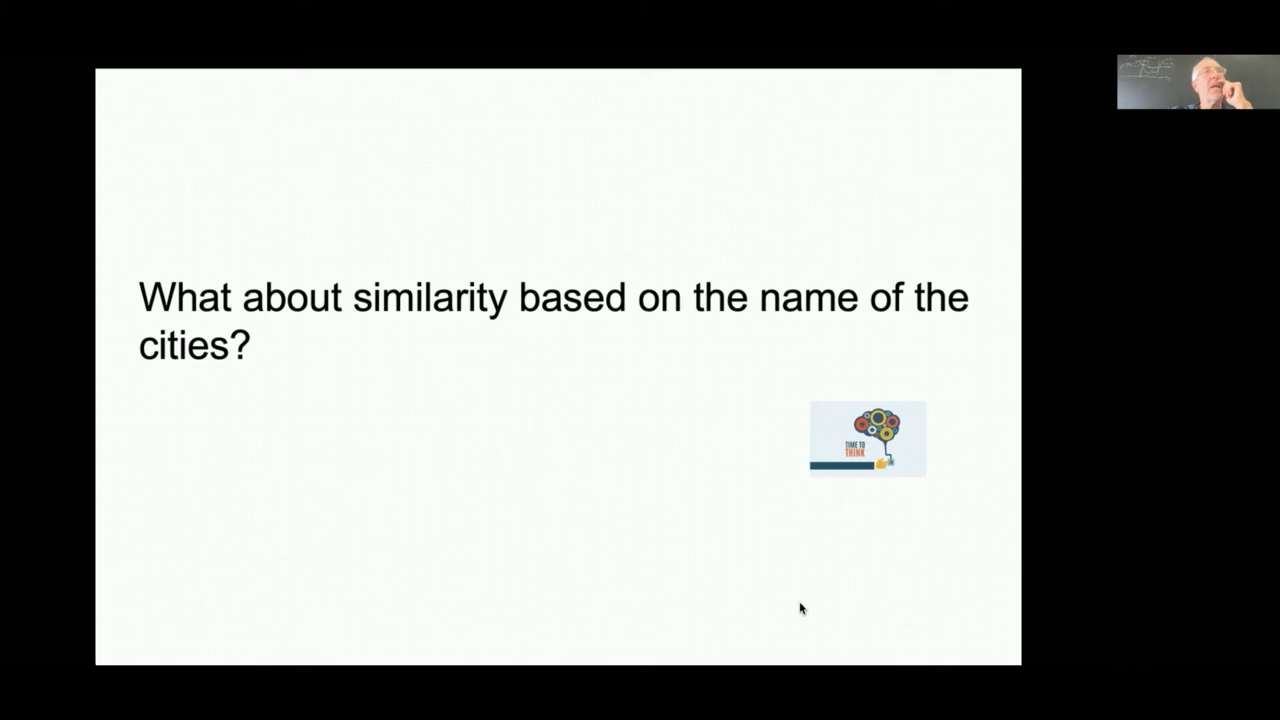 What about similarity based on the name of the
cities?
TIME TO
THINK